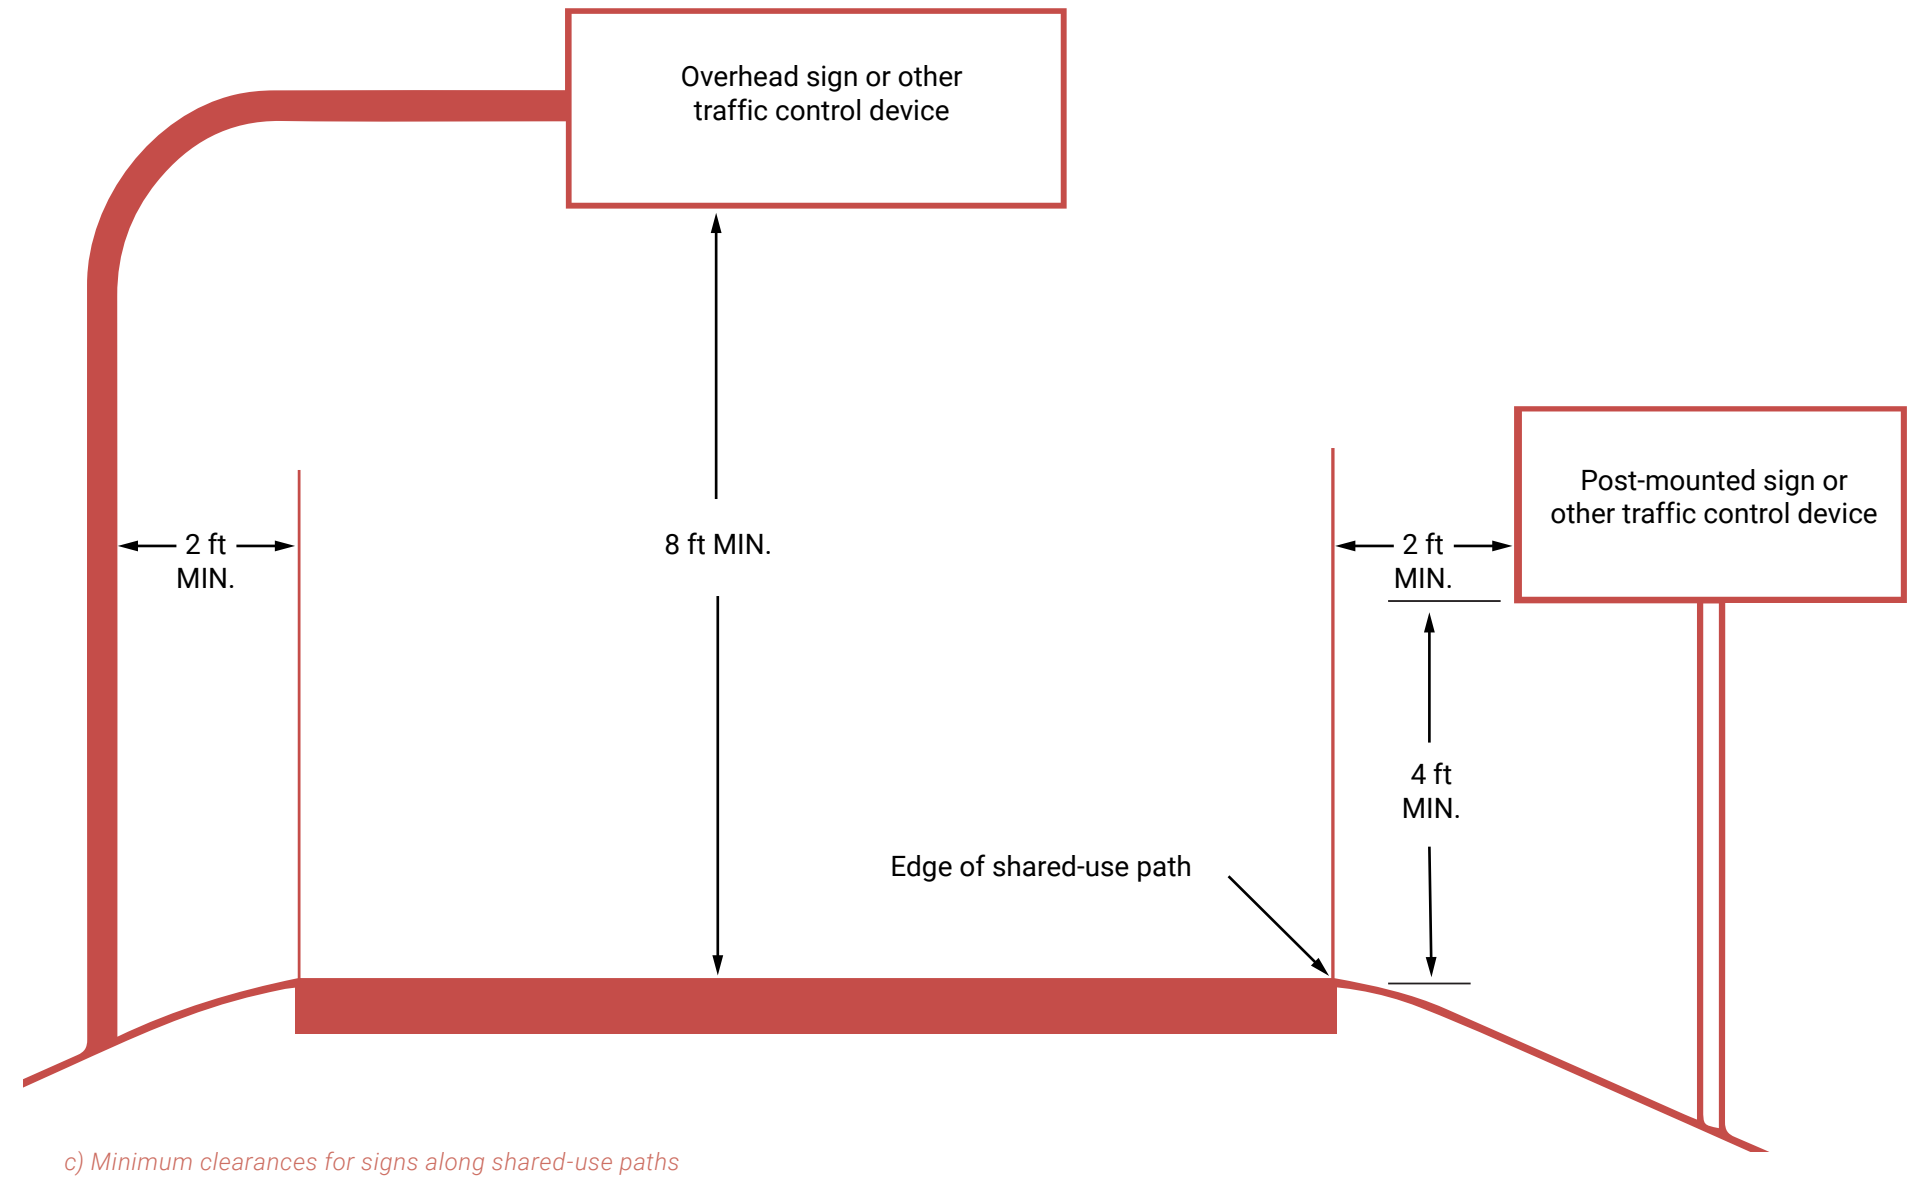 Overhead sign or other
traffic control device
Post-mounted sign or
other traffic control device
2 ft
MIN.
8 ft MIN.
2 ft
MIN.
4 ft
MIN.
Edge of shared-use path
c) Minimum clearances for signs along shared-use paths